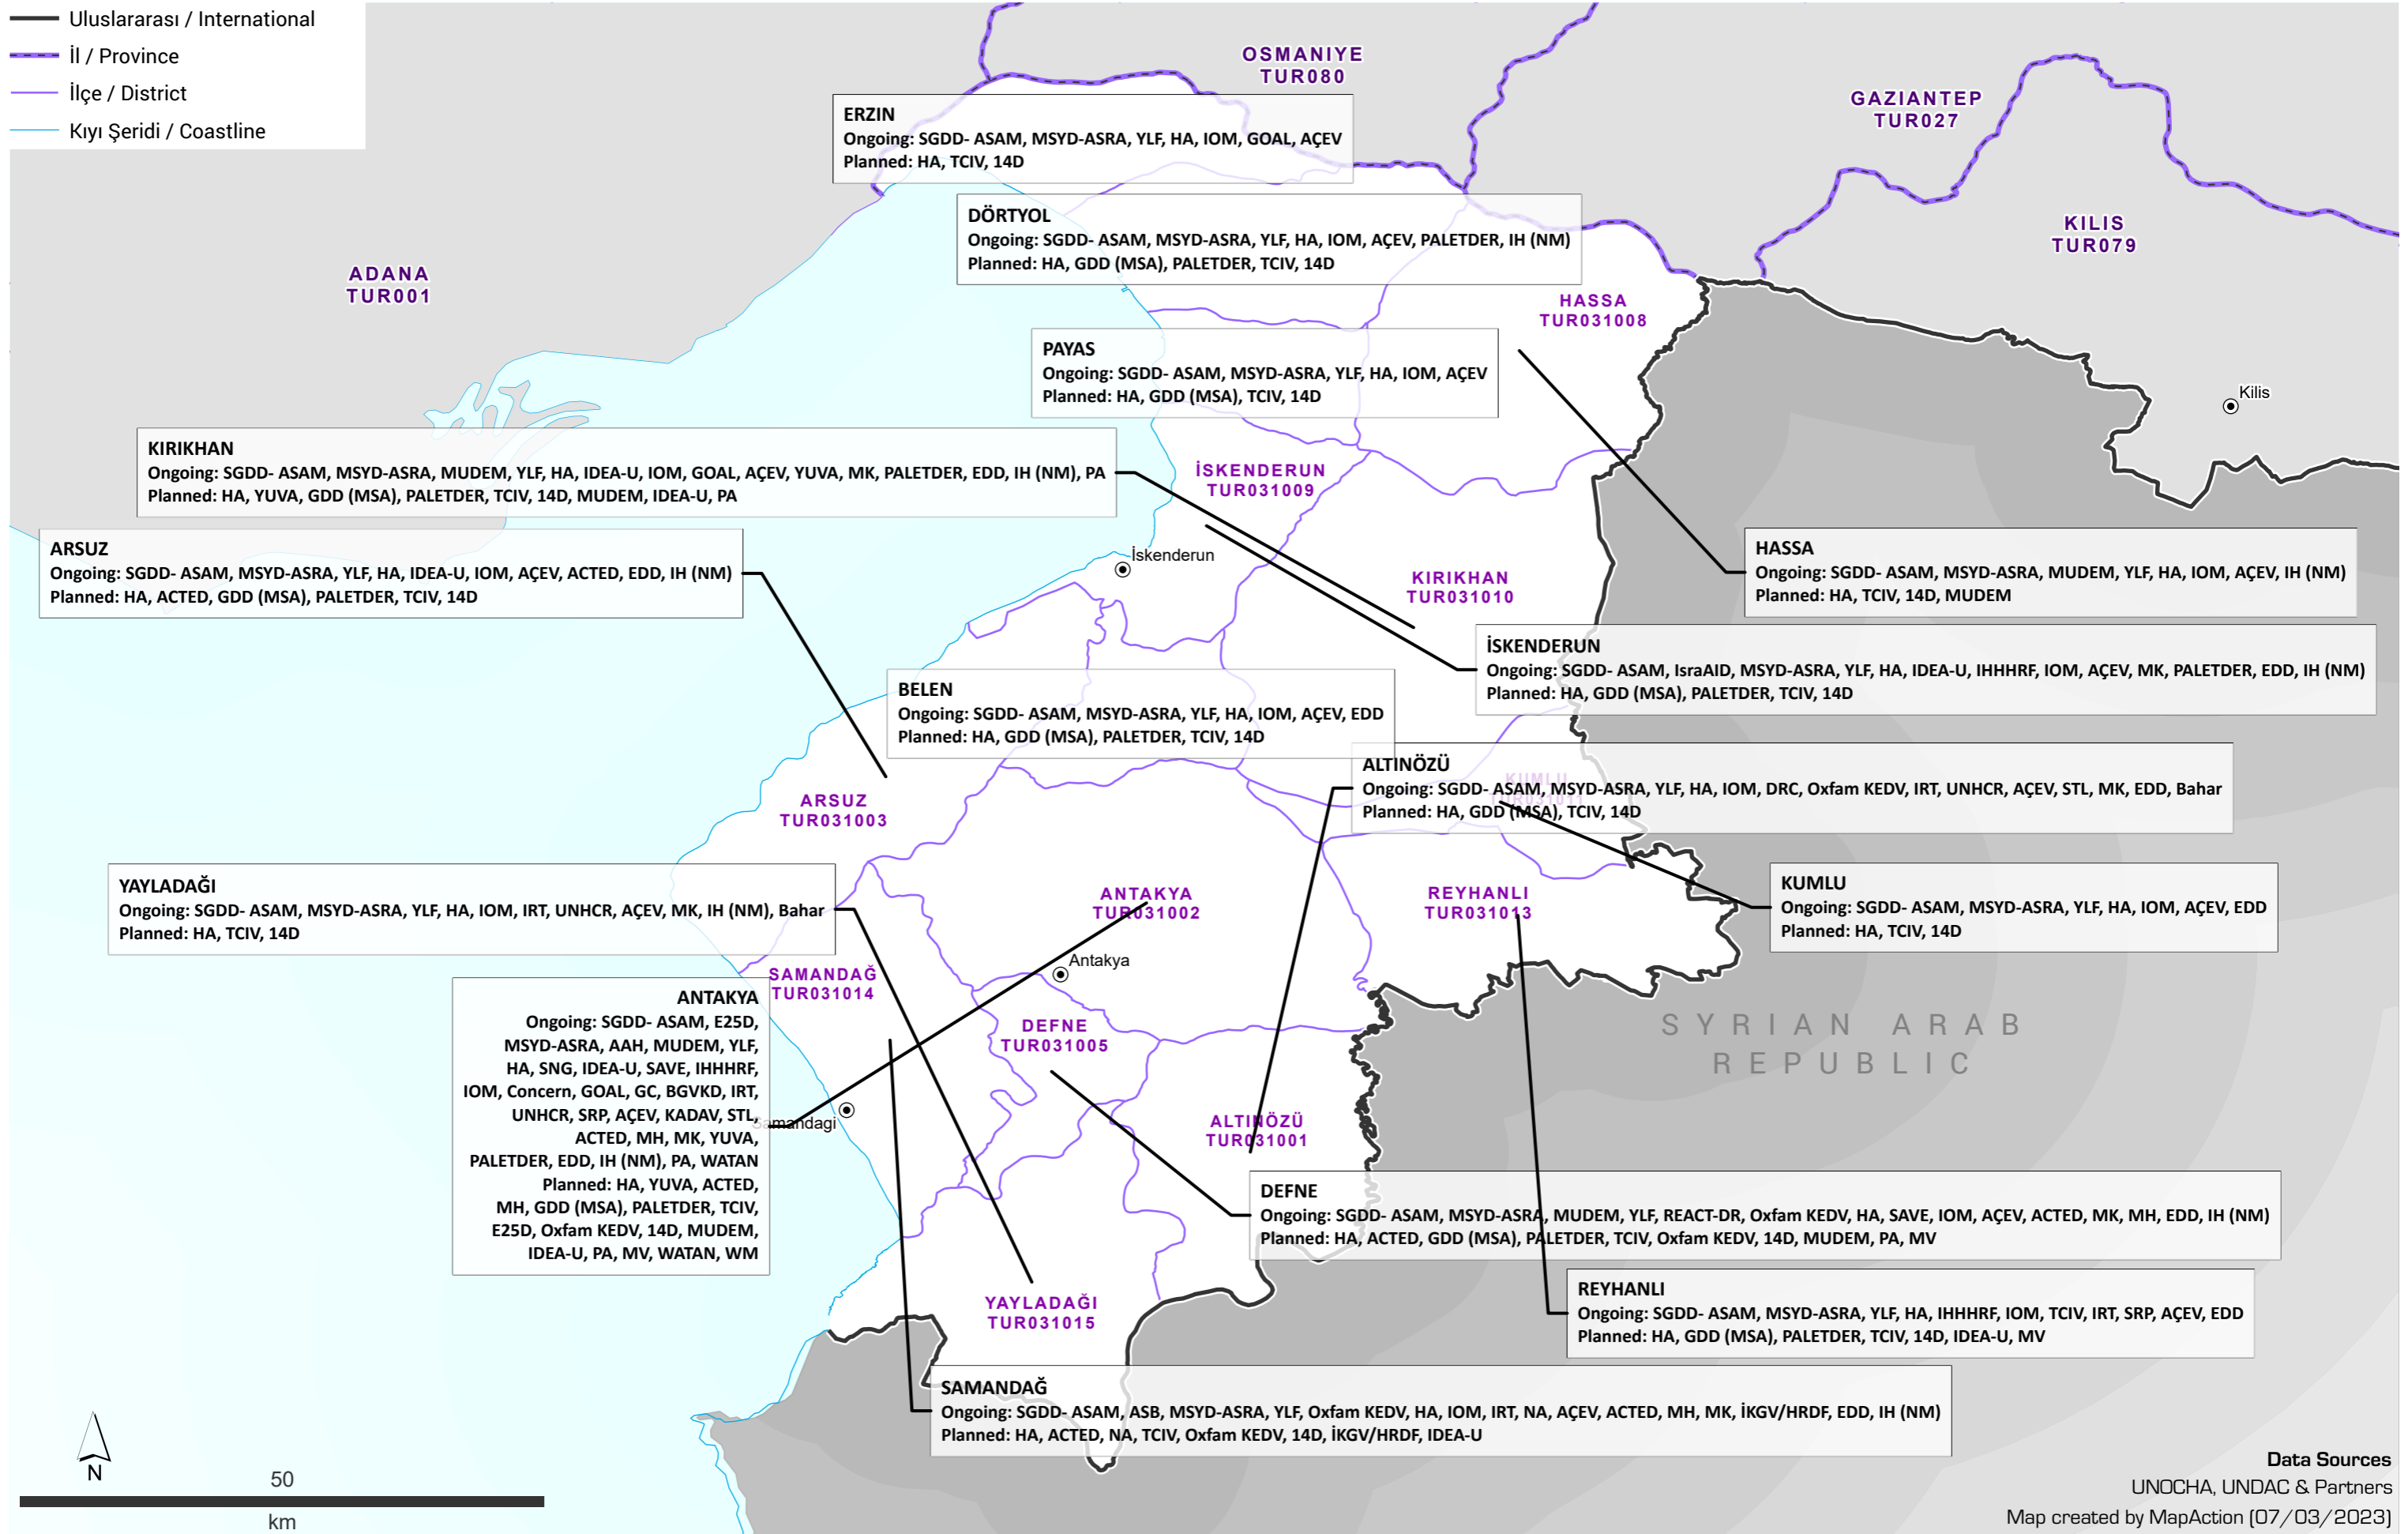 Uluslararası / International
İl / Province
İlçe / District
Kıyı Şeridi / Coastline
OSMANIYE
TUR080
GAZIANTEP
TUR027
KILIS
TUR079
ADANA
TUR001
ERZIN
Ongoing: SGDD- ASAM, MSYD-ASRA, YLF, HA, IOM, GOAL, AÇEV
Planned: HA, TCIV, 14D
DÖRTYOL
Ongoing: SGDD- ASAM, MSYD-ASRA, YLF, HA, IOM, AÇEV, PALETDER, IH (NM)
Planned: HA, GDD (MSA), PALETDER, TCIV, 14D
HASSA
TUR031008
PAYAS
Ongoing: SGDD- ASAM, MSYD-ASRA, YLF, HA, IOM, AÇEV
Planned: HA, GDD (MSA), TCIV, 14D
Kilis
KIRIKHAN
Ongoing: SGDD- ASAM, MSYD-ASRA, MUDEM, YLF, HA, IDEA-U, IOM, GOAL, AÇEV, YUVA, MK, PALETDER, EDD, IH (NM), PA
Planned: HA, YUVA, GDD (MSA), PALETDER, TCIV, 14D, MUDEM, IDEA-U, PA
İSKENDERUN
TUR031009
ARSUZ
Ongoing: SGDD- ASAM, MSYD-ASRA, YLF, HA, IDEA-U, IOM, AÇEV, ACTED, EDD, IH (NM)
Planned: HA, ACTED, GDD (MSA), PALETDER, TCIV, 14D
İskenderun
KIRIKHAN
TUR031010
HASSA
Ongoing: SGDD- ASAM, MSYD-ASRA, MUDEM, YLF, HA, IOM, AÇEV, IH (NM)
Planned: HA, TCIV, 14D, MUDEM
İSKENDERUN
Ongoing: SGDD- ASAM, IsraAID, MSYD-ASRA, YLF, HA, IDEA-U, IHHHRF, IOM, AÇEV, MK, PALETDER, EDD, IH (NM)
Planned: HA, GDD (MSA), PALETDER, TCIV, 14D
BELEN
Ongoing: SGDD- ASAM, MSYD-ASRA, YLF, HA, IOM, AÇEV, EDD
Planned: HA, GDD (MSA), PALETDER, TCIV, 14D
ALTINÖZÜ
Ongoing: SGDD- ASAM, MSYD-ASRA, YLF, HA, IOM, DRC, Oxfam KEDV, IRT, UNHCR, AÇEV, STL, MK, EDD, Bahar
Planned: HA, GDD (MSA), TCIV, 14D
KUMLU
TUR031011
ARSUZ
TUR031003
YAYLADAĞI
Ongoing: SGDD- ASAM, MSYD-ASRA, YLF, HA, IOM, IRT, UNHCR, AÇEV, MK, IH (NM), Bahar
Planned: HA, TCIV, 14D
ANTAKYA
TUR031002
REYHANLI
TUR031013
KUMLU
Ongoing: SGDD- ASAM, MSYD-ASRA, YLF, HA, IOM, AÇEV, EDD
Planned: HA, TCIV, 14D
Antakya
SAMANDAĞ
TUR031014
ANTAKYA
Ongoing: SGDD- ASAM, E25D,
MSYD-ASRA, AAH, MUDEM, YLF,
HA, SNG, IDEA-U, SAVE, IHHHRF,
IOM, Concern, GOAL, GC, BGVKD, IRT,
UNHCR, SRP, AÇEV, KADAV, STL,
ACTED, MH, MK, YUVA,
PALETDER, EDD, IH (NM), PA, WATAN
Planned: HA, YUVA, ACTED,
MH, GDD (MSA), PALETDER, TCIV,
E25D, Oxfam KEDV, 14D, MUDEM,
IDEA-U, PA, MV, WATAN, WM
Samandagi
DEFNE
TUR031005
SYRIAN ARAB
REPUBLIC
ALTINÖZÜ
TUR031001
DEFNE
Ongoing: SGDD- ASAM, MSYD-ASRA, MUDEM, YLF, REACT-DR, Oxfam KEDV, HA, SAVE, IOM, AÇEV, ACTED, MK, MH, EDD, IH (NM)
Planned: HA, ACTED, GDD (MSA), PALETDER, TCIV, Oxfam KEDV, 14D, MUDEM, PA, MV
YAYLADAĞI
TUR031015
REYHANLI
Ongoing: SGDD- ASAM, MSYD-ASRA, YLF, HA, IHHHRF, IOM, TCIV, IRT, SRP, AÇEV, EDD
Planned: HA, GDD (MSA), PALETDER, TCIV, 14D, IDEA-U, MV
SAMANDAĞ
Ongoing: SGDD- ASAM, ASB, MSYD-ASRA, YLF, Oxfam KEDV, HA, IOM, IRT, NA, AÇEV, ACTED, MH, MK, İKGV/HRDF, EDD, IH (NM)
Planned: HA, ACTED, NA, TCIV, Oxfam KEDV, 14D, İKGV/HRDF, IDEA-U
N
50
km
Data Sources
UNOCHA, UNDAC & Partners
Map created by MapAction (07/03/2023)